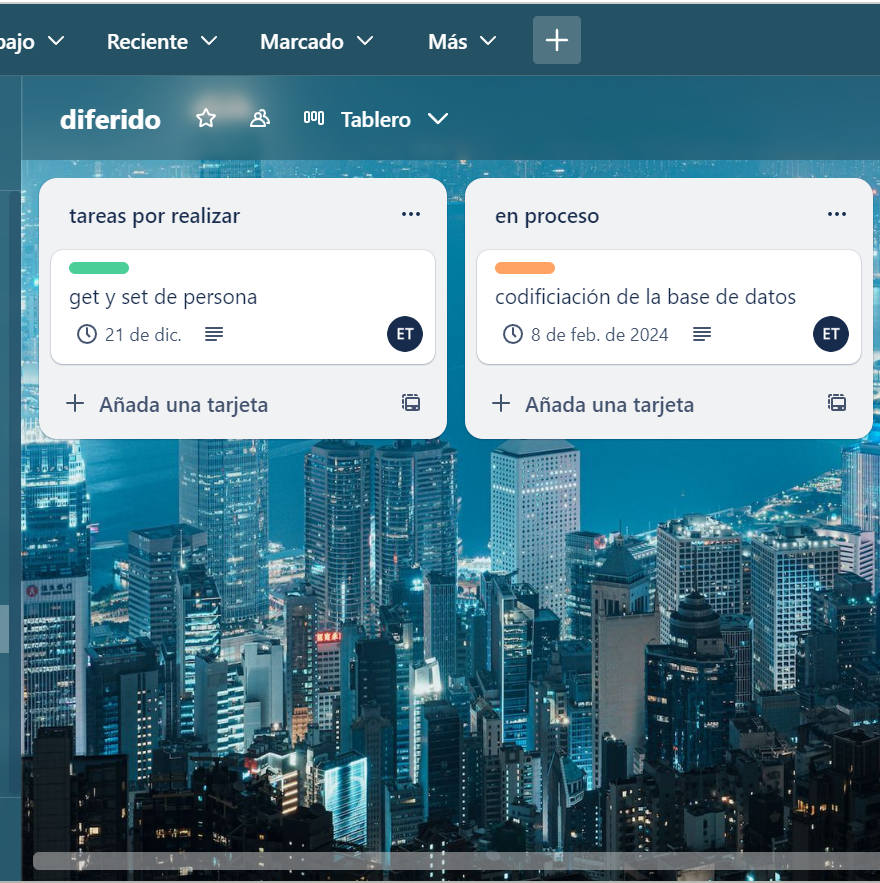 bajo Reciente Marcado Más
diferido Tablero
tareas por realizar
get y set de persona
21 de dic. ET
Añada una tarjeta
en proceso
codificiación de la base de datos
8 de feb. de 2024 ET
Añada una tarjeta